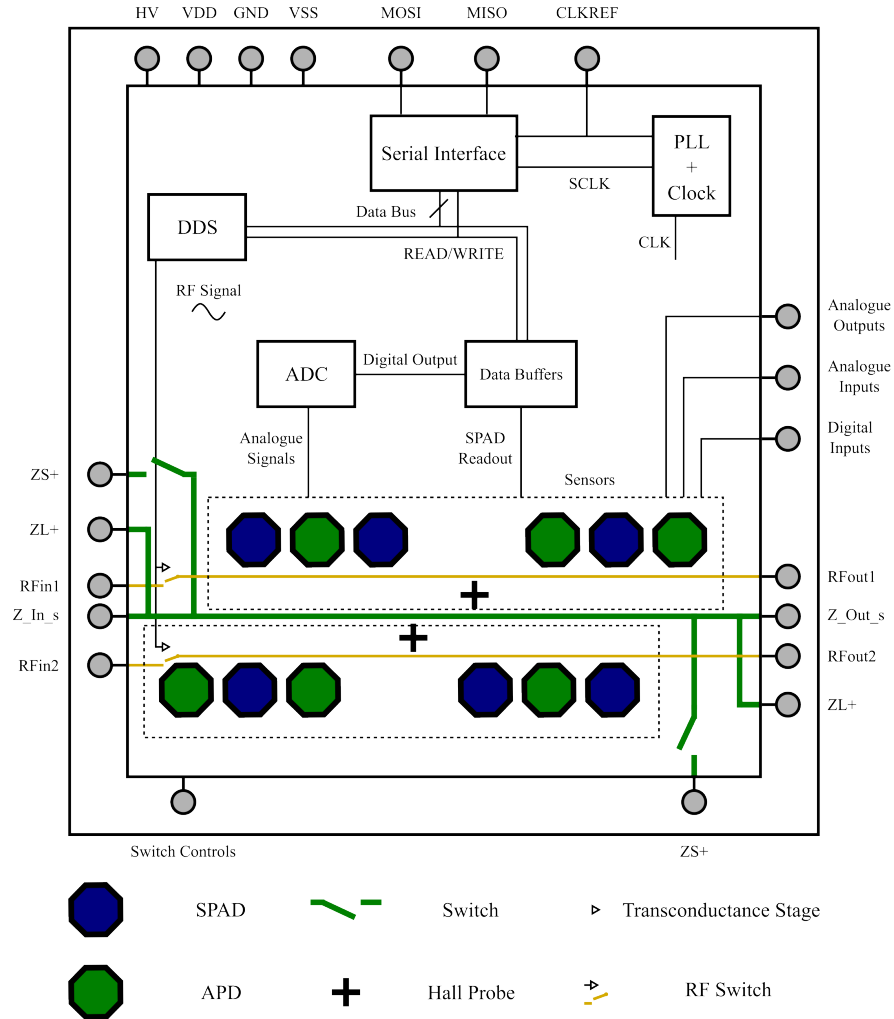 HV VDD GND VSS MOSI MISO CLKREF
Serial Interface
PLL
+
Clock
SCLK
Data Bus
DDS
READ/WRITE
CLK
RF Signal
Analogue
Outputs
ADC
Digital Output
Data Buffers
Analogue
Inputs
Analogue
Signals
SPAD
Readout
Digital
Inputs
Sensors
ZS+
ZL+
RFin1
RFout1
Z_In_s
Z_Out_s
RFin2
RFout2
ZL+
Switch Controls
ZS+
SPAD
Switch
Transconductance Stage
APD
Hall Probe
RF Switch